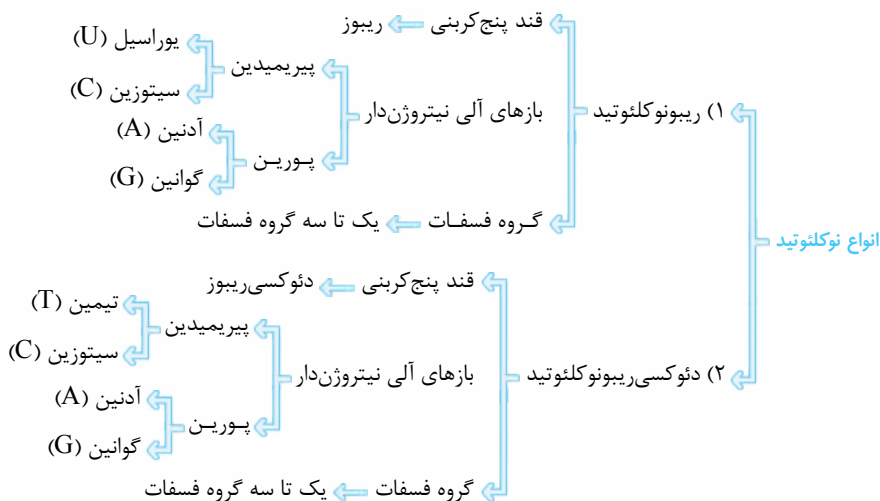 انواع نوکلئوتید
۱) ریبونوکلئوتید
قند پنج‌کربنی
ریبوز
بازهای آلی نیتروژن‌دار
پیریمیدین
یوراسیل (U)
سیتوزین (C)
پـوریـن
آدنین (A)
گوانین (G)
گـروه فسفـات
یک تا سه گروه فسفات
۲) دئوکسی‌ریبونوکلئوتید
قند پنج‌کربنی
دئوکسی‌ریبوز
بازهای آلی نیتروژن‌دار
پیریمیدین
تیمین (T)
سیتوزین (C)
پـوریـن
آدنین (A)
گوانین (G)
گروه فسفات
یک تا سه گروه فسفات